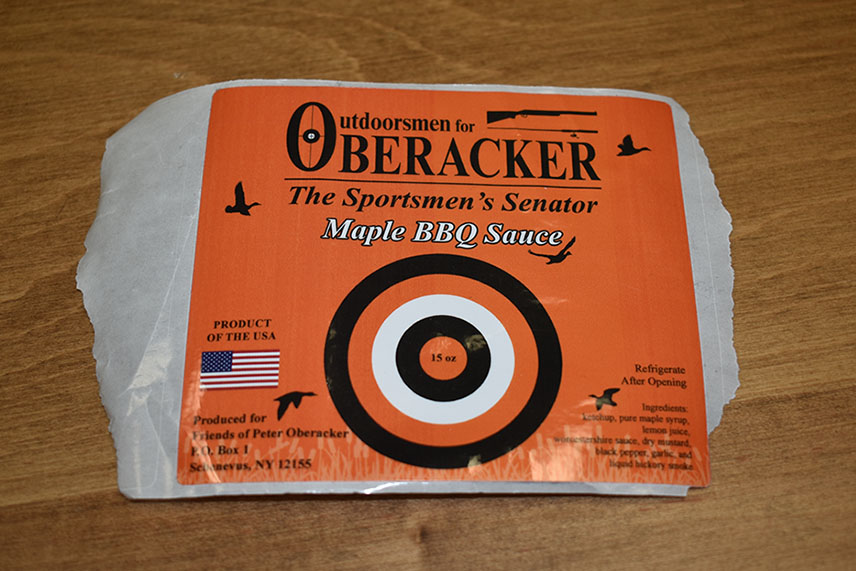 Outdoorsmen for
OBERACKER
The Sportsmen's Senator
Maple BBQ Sauce
PRODUCT
OF THE USA
15 oz
Refrigerate
After Opening
Produced for
Friends of Peter Oberacker
P.O. Box 1
Schenevus, NY 12155
Ingredients:
ketchup, pure maple syrup,
lemon juice,
worcestershire sauce, dry mustard,
black pepper, garlic, and
liquid hickory smoke